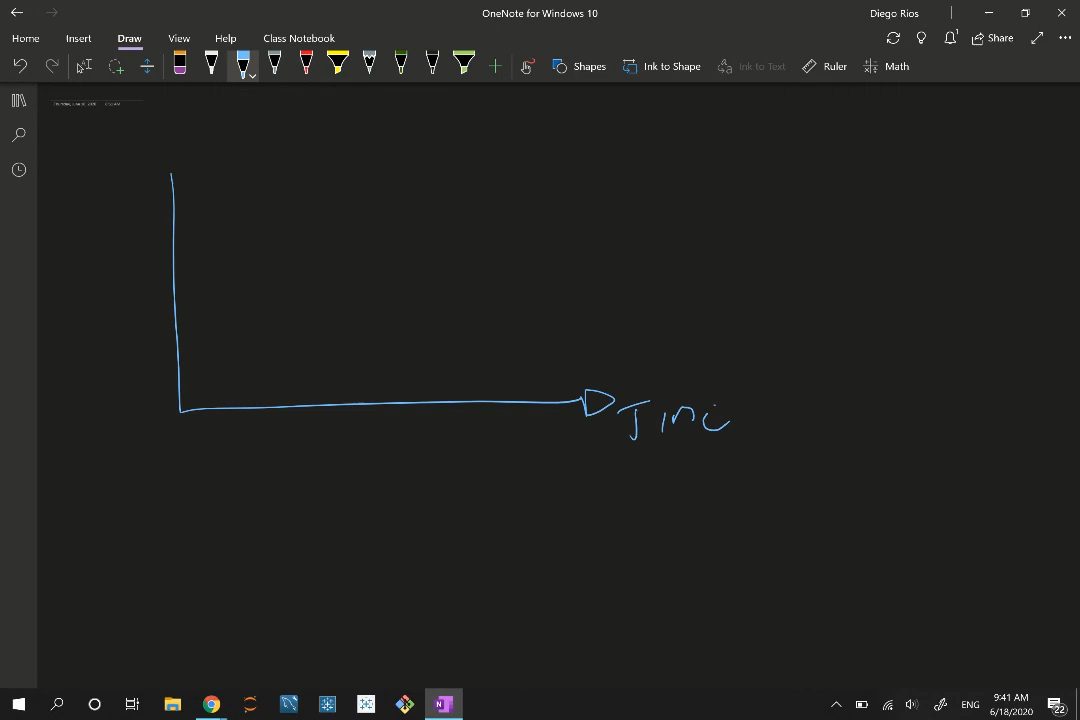 OneNote for Windows 10
Diego Rios
Home Insert Draw View Help Class Notebook
Share
Shapes Ink to Shape Ink to Text Ruler Math
Time
N
ENG
9:41 AM
6/18/2020
22